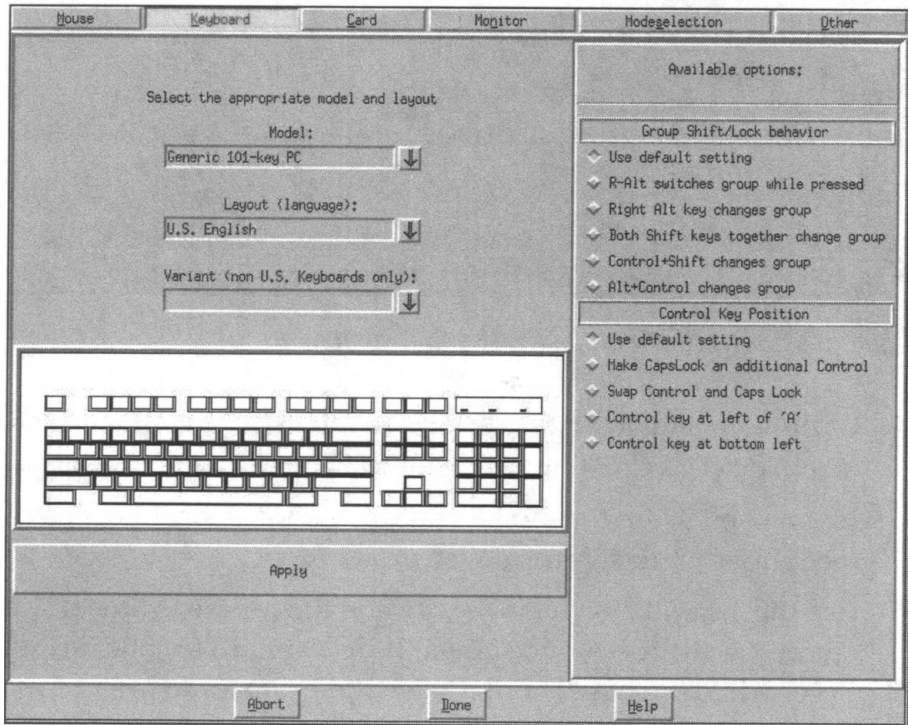 Mouse Keyboard Card Monitor Modeselection Other
Select the appropriate model and layout
Model:
Generic 101-key PC
Layout (language):
U.S. English
Variant (non U.S. Keyboards only):
Apply
Available options:
Group Shift/Lock behavior
Use default setting
R-Alt switches group while pressed
Right Alt key changes group
Both Shift keys together change group
Control+Shift changes group
Alt+Control changes group
Control Key Position
Use default setting
Make CapsLock an additional Control
Swap Control and Caps Lock
Control key at left of 'A'
Control key at bottom left
Abort Done Help